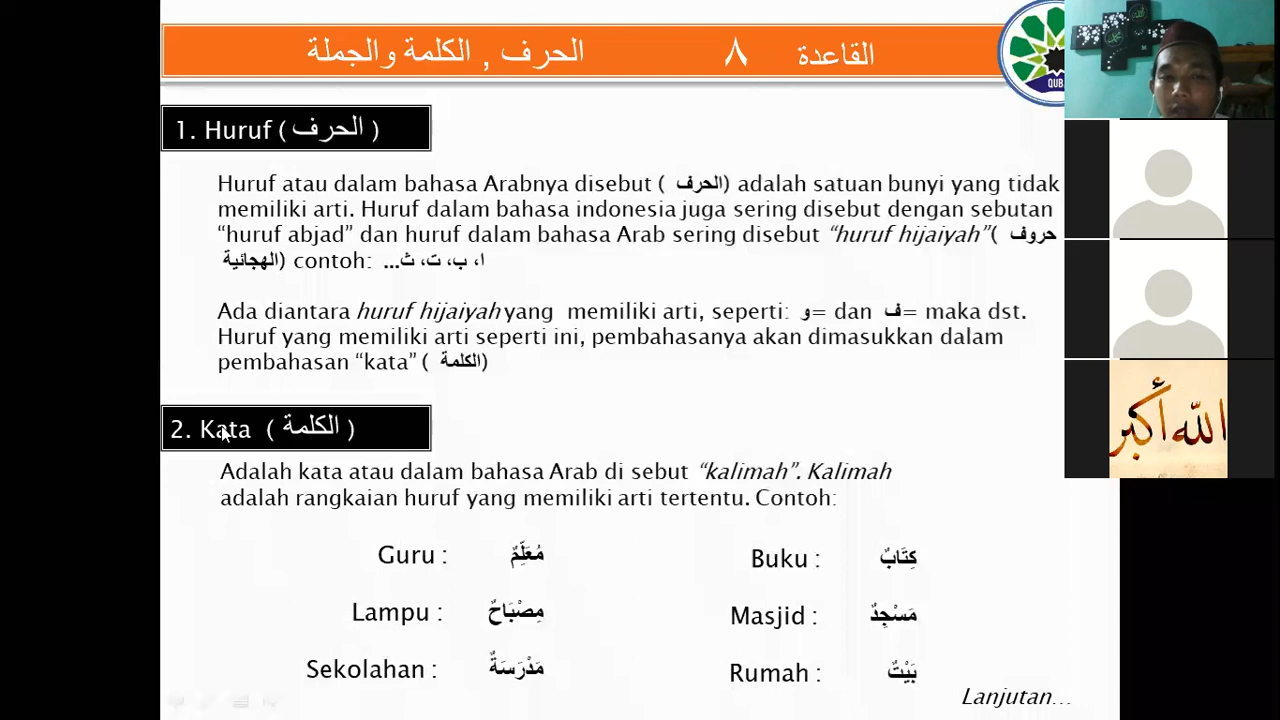 القاعدة ٨ الحرف , الكلمة والجملة
QUB
1. Huruf ( الحرف )
Huruf atau dalam bahasa Arabnya disebut ( الحرف) adalah satuan bunyi yang tidak
memiliki arti. Huruf dalam bahasa indonesia juga sering disebut dengan sebutan
“huruf abjad” dan huruf dalam bahasa Arab sering disebut “huruf hijaiyah”( حروف
الهجائية) contoh: ا، ب، ت، ث...
Ada diantara huruf hijaiyah yang memiliki arti, seperti: و= dan ف= maka dst.
Huruf yang memiliki arti seperti ini, pembahasanya akan dimasukkan dalam
pembahasan “kata” ( الكلمة)
2. Kata ( الكلمة )
Adalah kata atau dalam bahasa Arab di sebut “kalimah”. Kalimah
adalah rangkaian huruf yang memiliki arti tertentu. Contoh:
Guru : مُعَلِّمٌ Buku : كِتَابٌ
Lampu : مِصْبَاحٌ Masjid : مَسْجِدٌ
Sekolahan : مَدْرَسَةٌ Rumah : بَيْتٌ
Lanjutan...
الله أكبر